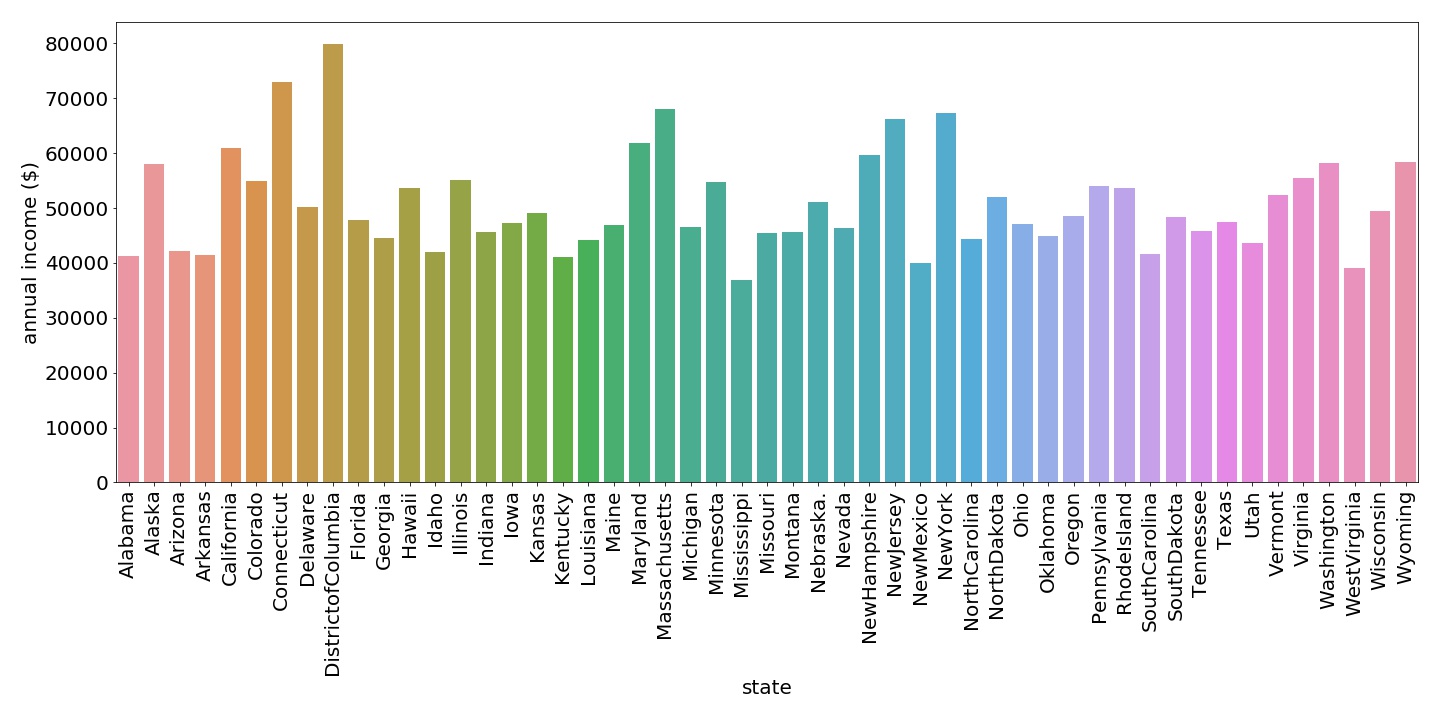 annual income ($)
80000
70000
60000
50000
40000
30000
20000
10000
0
Alabama
Alaska
Arizona
Arkansas
California
Colorado
Connecticut
Delaware
DistrictofColumbia
Florida
Georgia
Hawaii
Idaho
Illinois
Indiana
Iowa
Kansas
Kentucky
Louisiana
Maine
Maryland
Massachusetts
Michigan
Minnesota
Mississippi
Missouri
Montana
Nebraska.
Nevada
NewHampshire
NewJersey
NewMexico
NewYork
NorthCarolina
NorthDakota
Ohio
Oklahoma
Oregon
Pennsylvania
RhodeIsland
SouthCarolina
SouthDakota
Tennessee
Texas
Utah
Vermont
Virginia
Washington
WestVirginia
Wisconsin
Wyoming
state